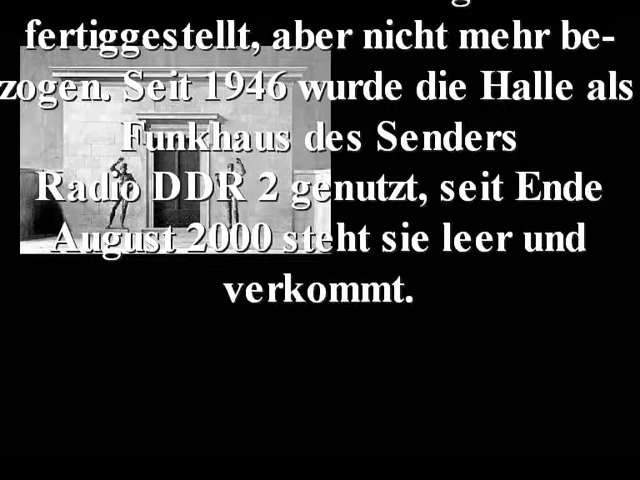 fertiggestellt, aber nicht mehr be-
zogen. Seit 1946 wurde die Halle als
Funkhaus des Senders
Radio DDR 2 genutzt, seit Ende
August 2000 steht sie leer und
verkommt.